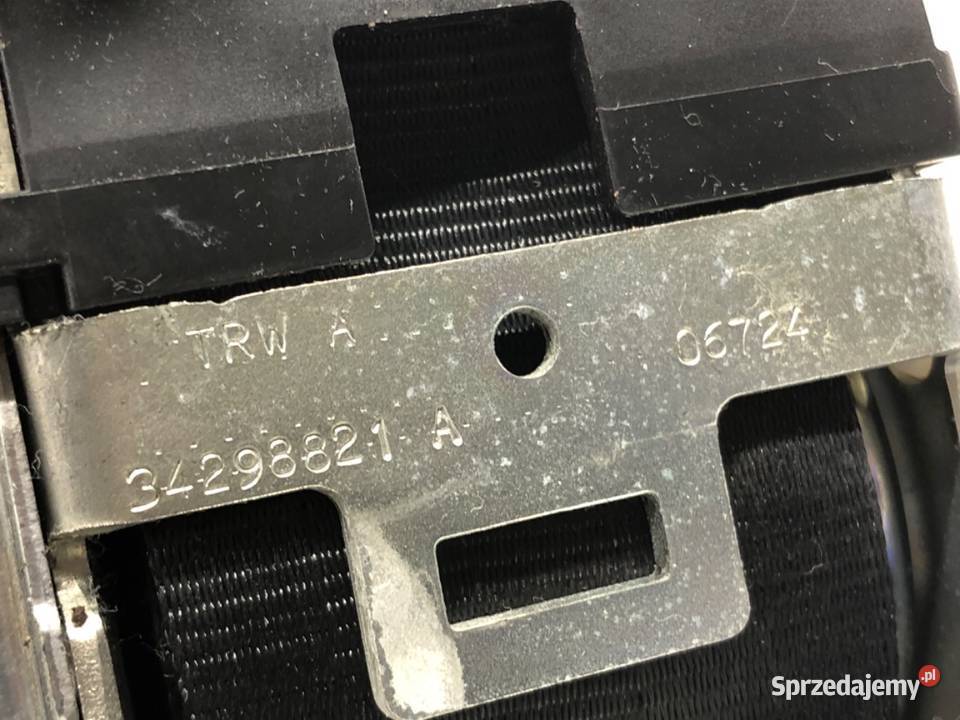 TRW A 06724
34298821 A
Sprzedajemy.pl